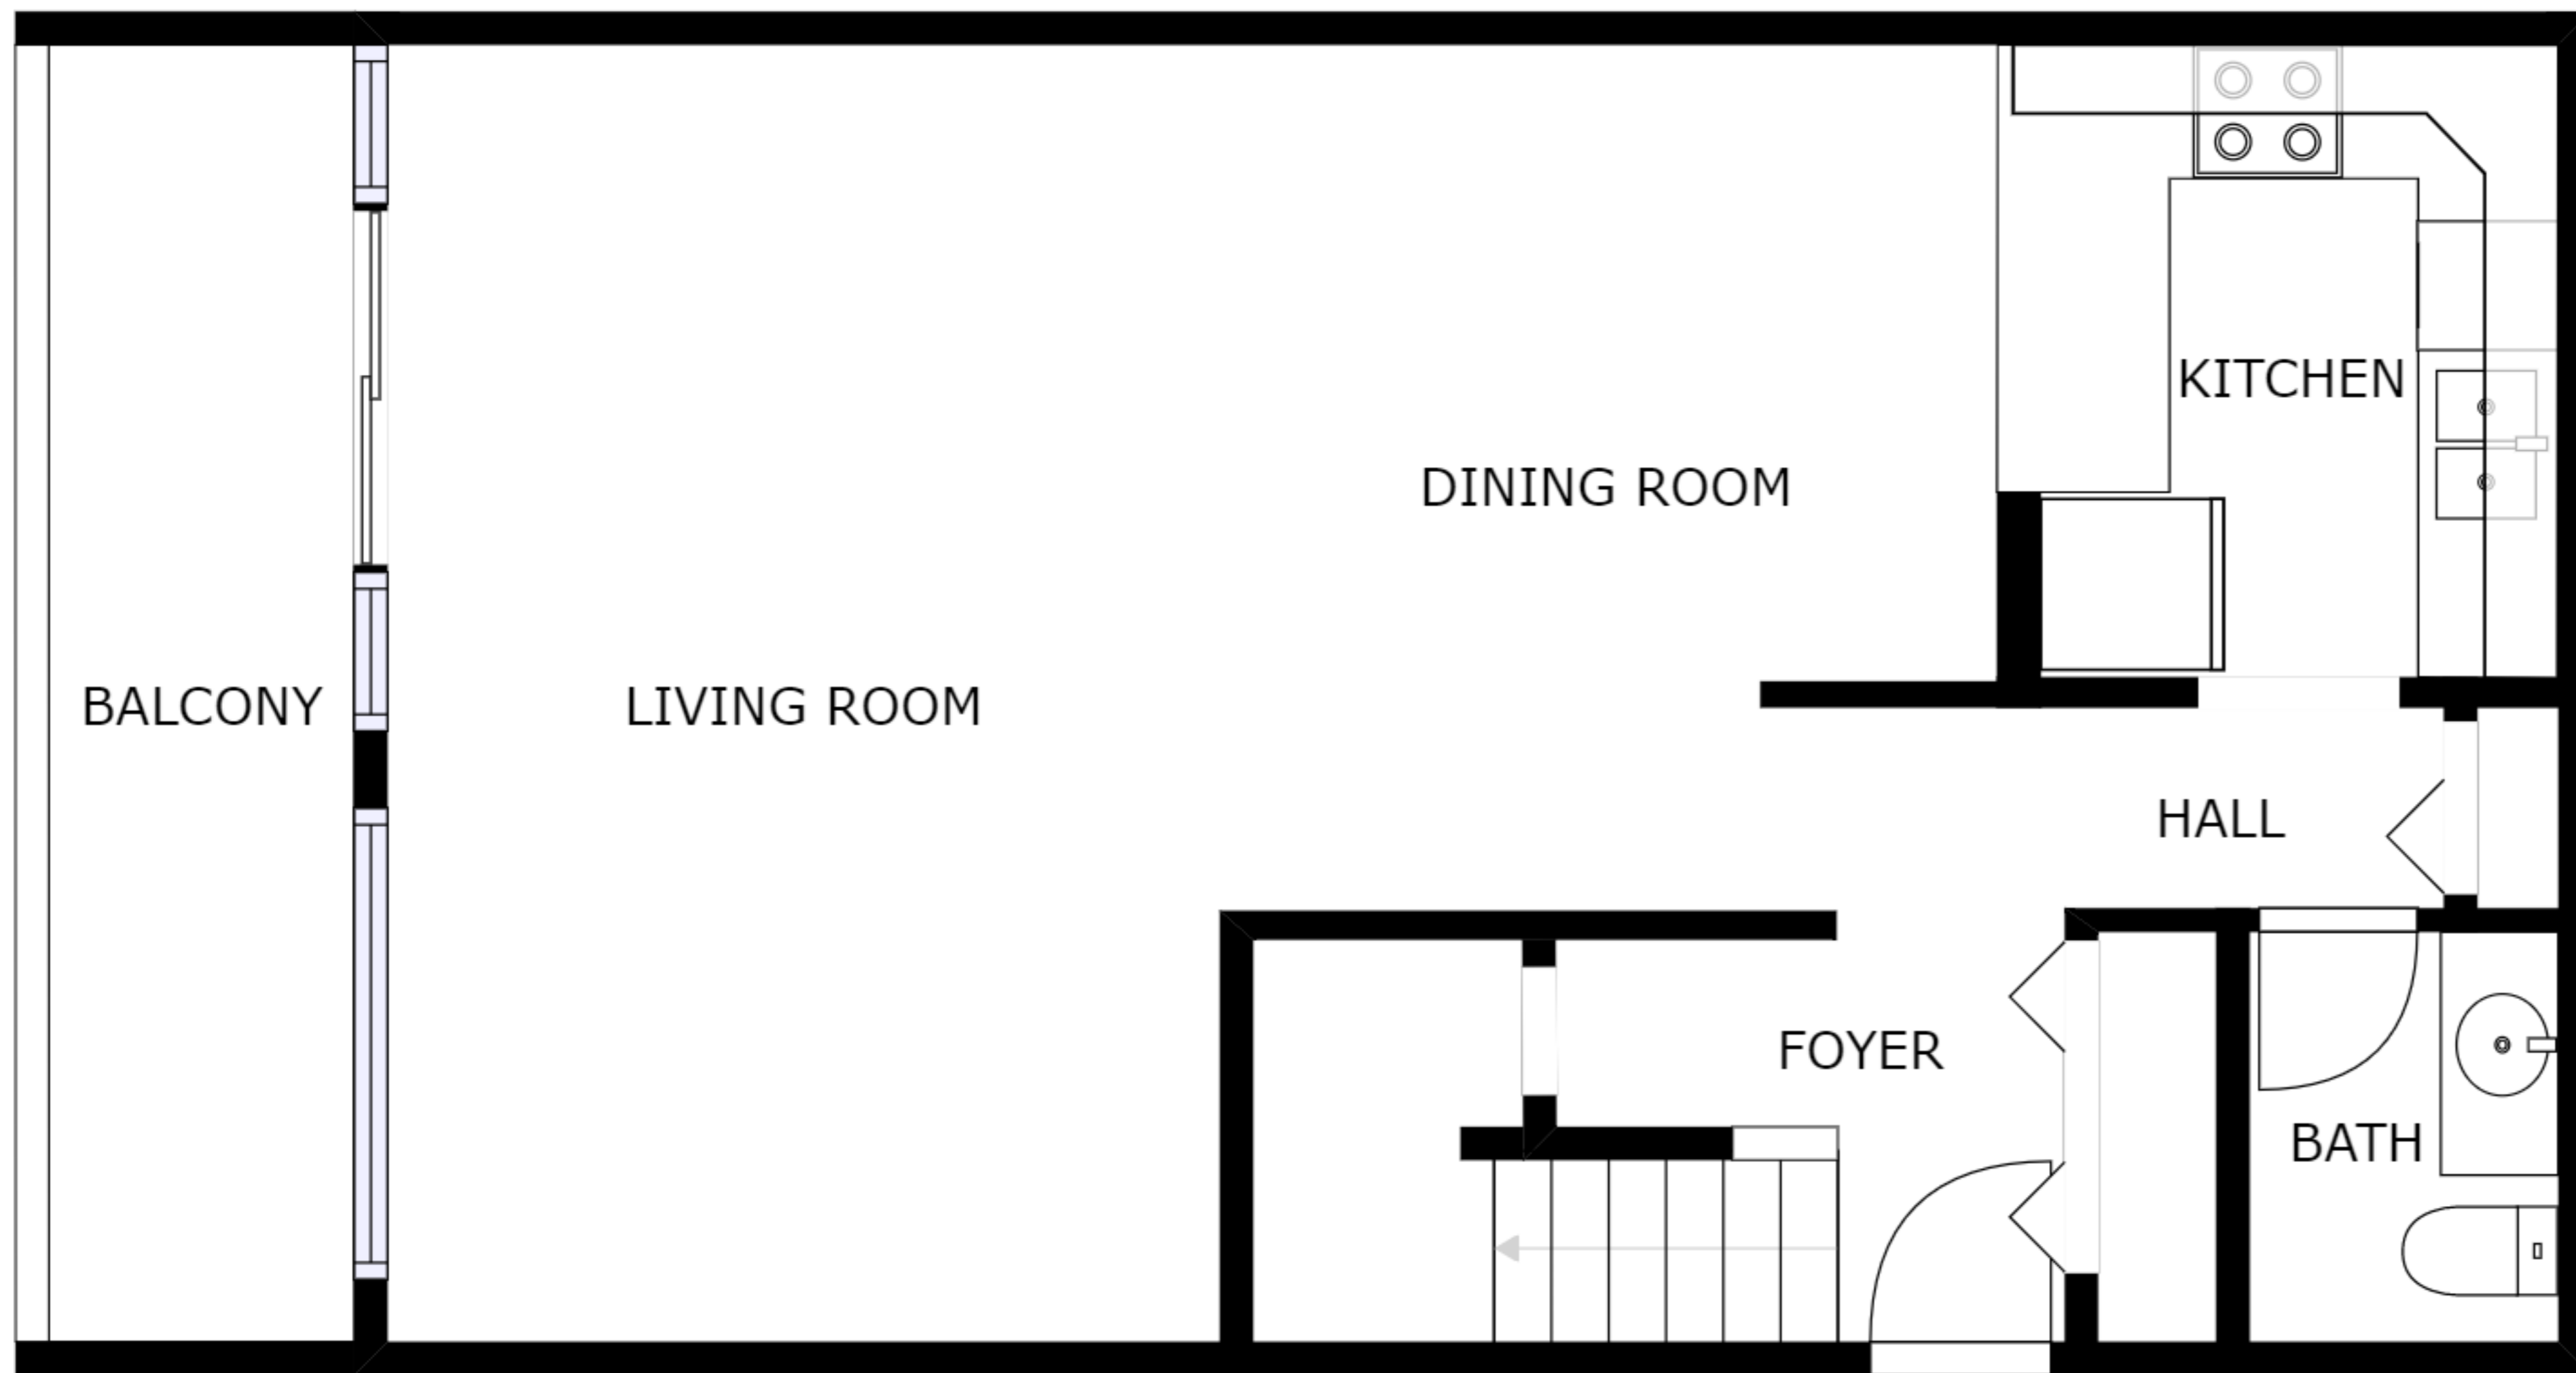 KITCHEN
DINING ROOM
BALCONY
LIVING ROOM
HALL
FOYER
BATH